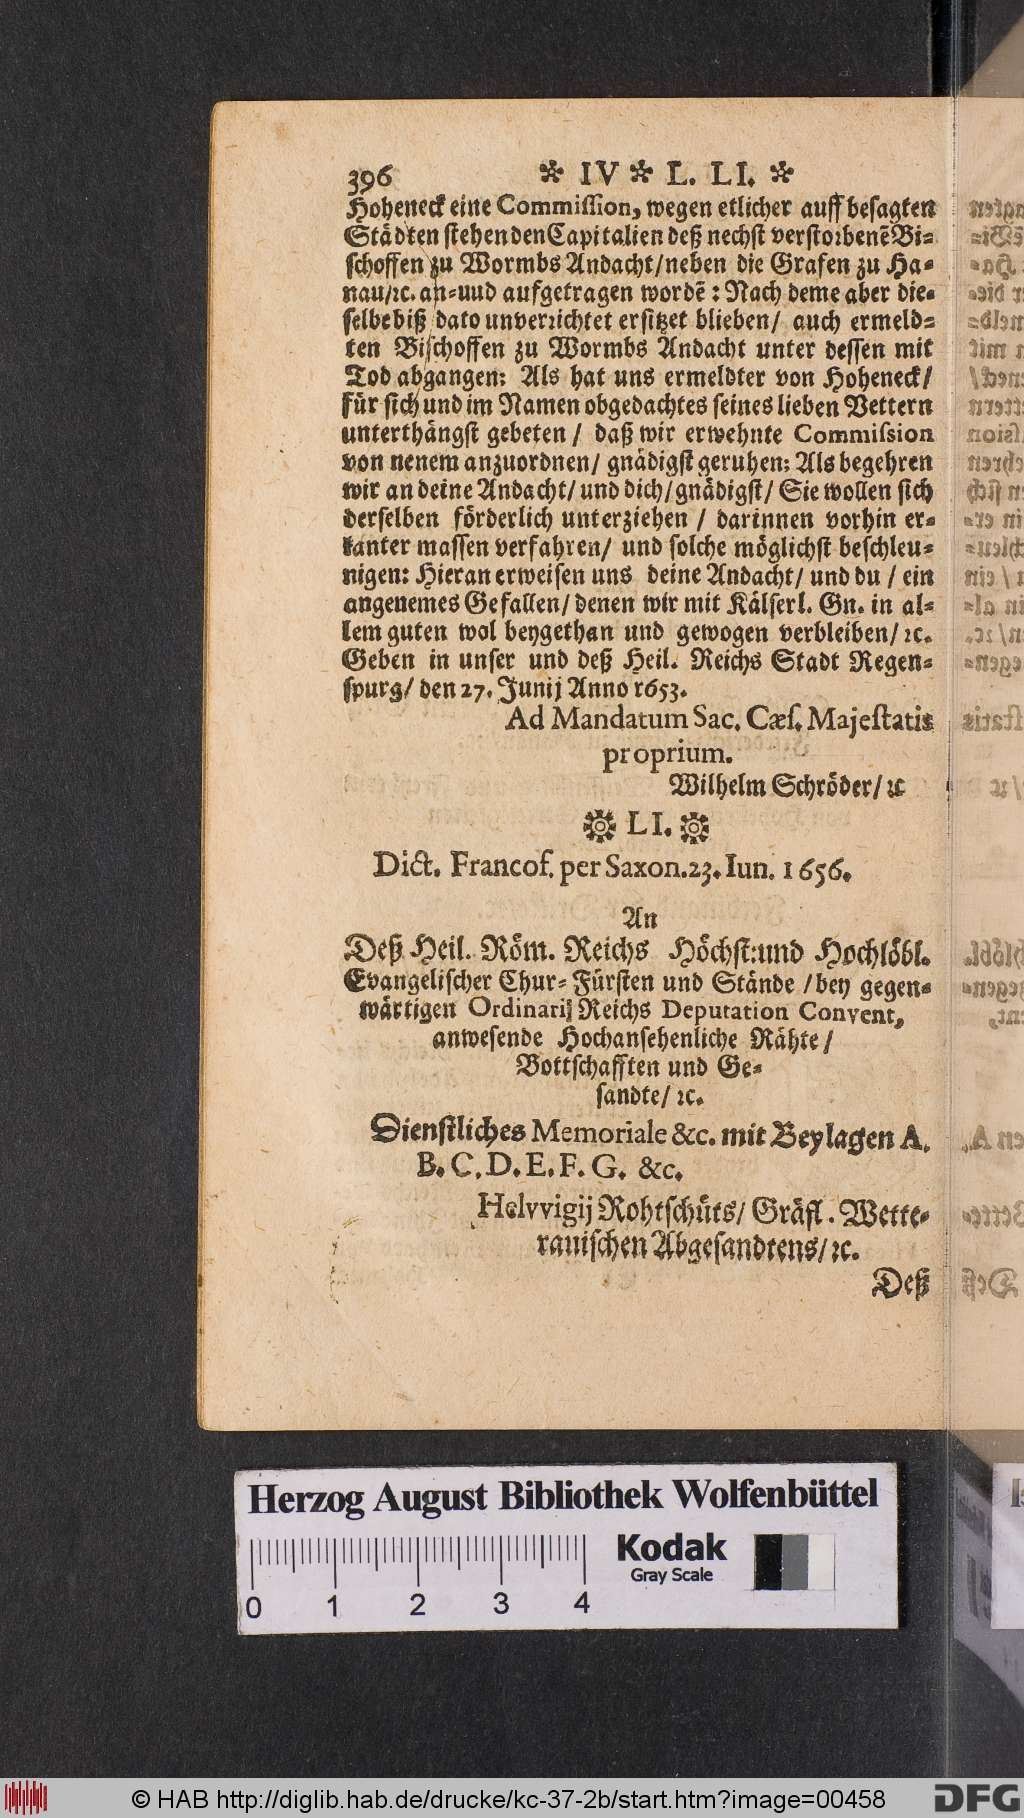 396 ✲ IV ✲ L. LI. ✲
Hoheneck eine Commiſſion, wegen etlicher auff beſagten
Städten ſtehenden Capitalien deß nechſt verſtorbenē Bi-
ſchoffen zu Wormbs Andacht/ neben die Grafen zu Ha-
nau/ꝛc. an-uud aufgetragen wordē: Nach deme aber die-
ſelbe biß dato unverꝛichtet erſitzet blieben/ auch ermeld-
ten Biſchoffen zu Wormbs Andacht unter deſſen mit
Tod abgangen: Als hat uns ermeldter von Hoheneck/
für ſich und im Namen obgedachtes ſeines lieben Vettern
unterthängſt gebeten/ daß wir erwehnte Commiſsion
von nenem anzuordnen/ gnädigſt geruhen: Als begehren
wir an deine Andacht/ und dich/ gnädigſt/ Sie wollen ſich
derſelben förderlich unterziehen/ darinnen vorhin er-
kanter maſſen verfahren/ und ſolche möglichſt beſchleu-
nigen: Hieran erweiſen uns deine Andacht/ und du/ ein
angenemes Gefallen/ denen wir mit Kälſerl. Gn. in al-
lem guten wol beygethan und gewogen verbleiben/ ꝛc.
Geben in unſer und deß Heil. Reichs Stadt Regen-
ſpurg/ den 27. Junij Anno 1653.
Ad Mandatum Sac. Cæſ. Majeſtatis
proprium.
Wilhelm Schröder/ ꝛc
LI.
Dict. Francof. per Saxon. 23. Iun. 1656.
An
Deß Heil. Röm. Reichs Höchſt: und Hochlöbl.
Evangeliſcher Chur-Fürſten und Stände/ bey gegen-
wärtigen Ordinarij Reichs Deputation Convent,
anweſende Hochanſehenliche Rähte/
Bottſchafften und Ge-
ſandte/ ꝛc.
Dienſtliches Memoriale &c. mit Beylagen A.
B. C. D. E. F. G. &c.
Helvvigij Rohtſchüts/ Gräfl. Wette-
rauiſchen Abgeſandtens/ ꝛc.
Deß
Herzog August Bibliothek Wolfenbüttel
Kodak
Gray Scale
0 1 2 3 4
© HAB http://diglib.hab.de/drucke/kc-37-2b/start.htm?image=00458
DFG